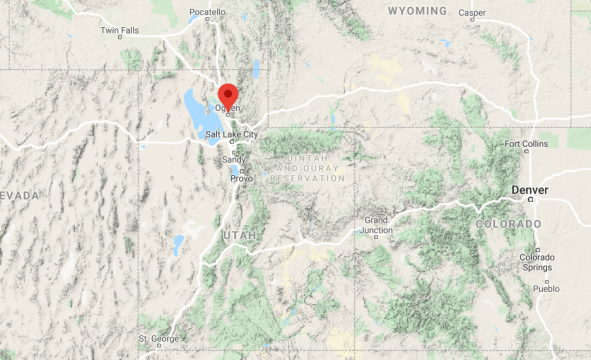 Pocatello
WYOMING
Casper
Twin Falls
Ogden
Salt Lake City
Fort Collins
Sandy
UINTAH
AND OURAY
RESERVATION
Provo
Denver
EVADA
Grand
Junction
COLORADO
UTAH
Colorado
Springs
Pueblo
St. George